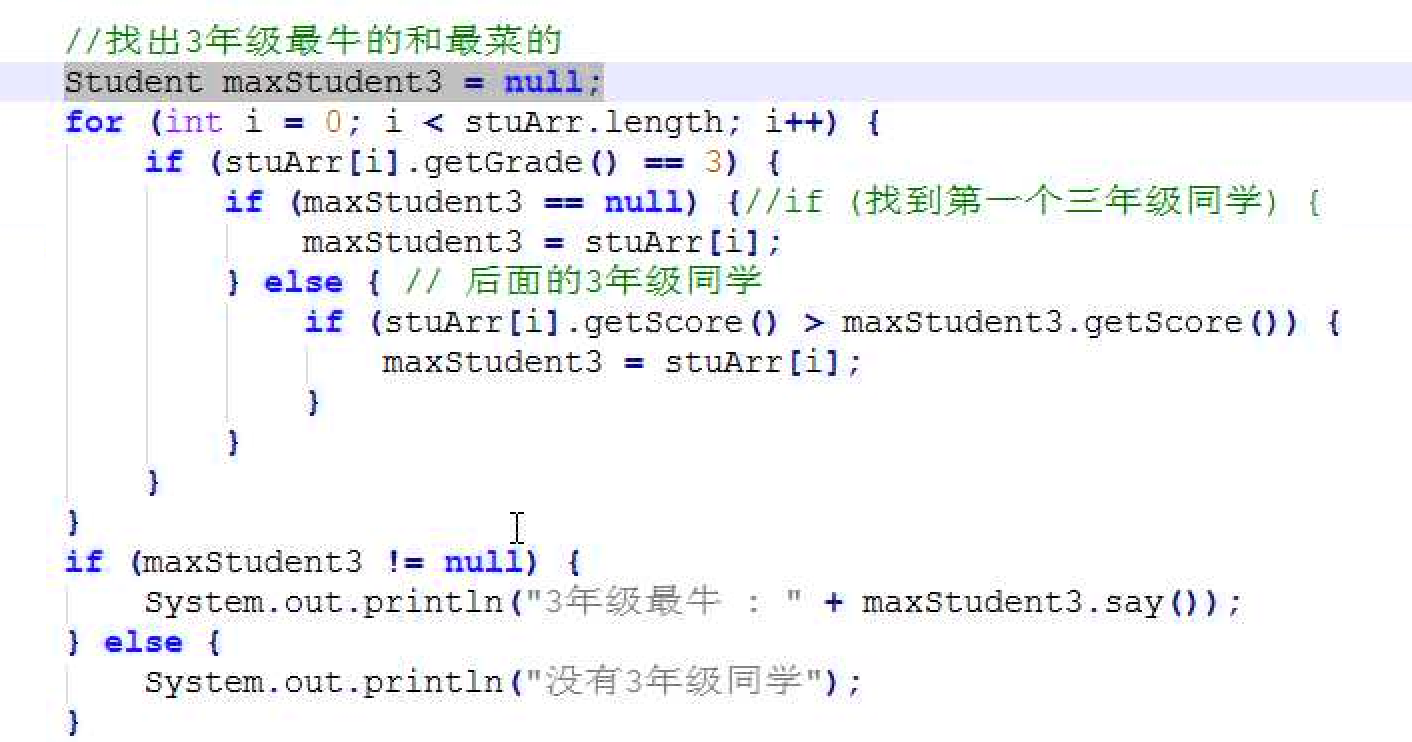 //找出3年级最牛的和最菜的
Student maxStudent3 = null;
for (int i = 0; i < stuArr.length; i++) {
    if (stuArr[i].getGrade() == 3) {
        if (maxStudent3 == null) {//if (找到第一个三年级同学) {
            maxStudent3 = stuArr[i];
        } else { // 后面的3年级同学
            if (stuArr[i].getScore() > maxStudent3.getScore()) {
                maxStudent3 = stuArr[i];
            }
        }
    }
}
if (maxStudent3 != null) {
    System.out.println("3年级最牛 : " + maxStudent3.say());
} else {
    System.out.println("没有3年级同学");
}